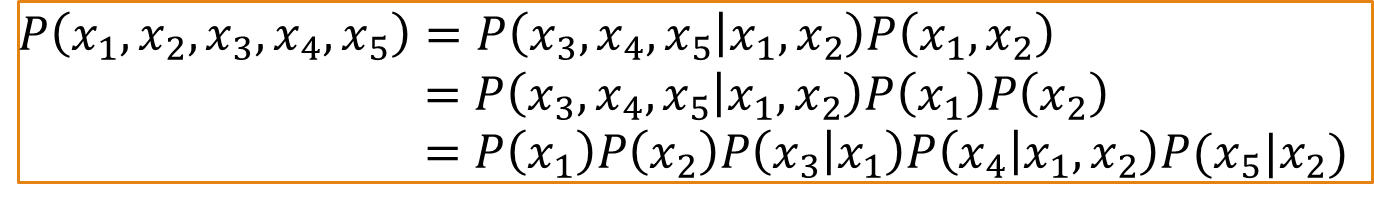 P(x₁, x₂, x₃, x₄, x₅) = P(x₃, x₄, x₅|x₁, x₂)P(x₁, x₂)
= P(x₃, x₄, x₅|x₁, x₂)P(x₁)P(x₂)
= P(x₁)P(x₂)P(x₃|x₁)P(x₄|x₁, x₂)P(x₅|x₂)